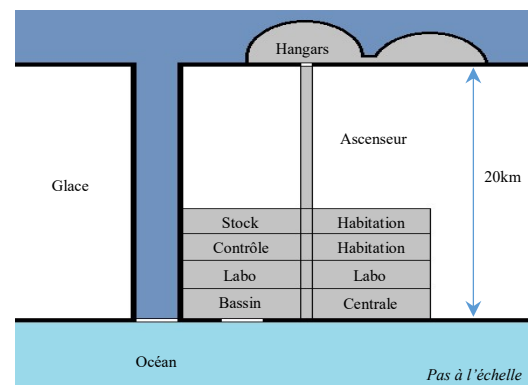 Hangars
Ascenseur
Glace
20km
Stock
Habitation
Contrôle
Habitation
Labo
Labo
Bassin
Centrale
Océan
Pas à l’échelle